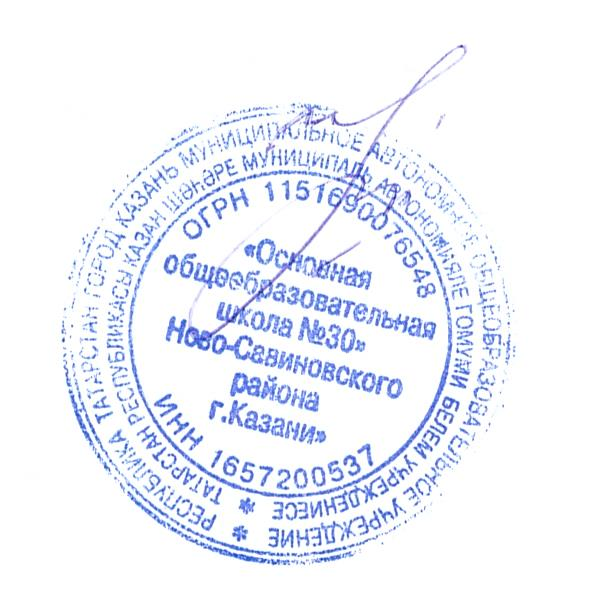 РЕСПУБЛИКА ТАТАРСТАН ГОРОД КАЗАНЬ МУНИЦИПАЛЬНОЕ АВТОНОМНОЕ ОБЩЕОБРАЗОВАТЕЛЬНОЕ УЧРЕЖДЕНИЕ *
ТАТАРСТАН РЕСПУБЛИКАСЫ КАЗАН ШӘҺӘРЕ МУНИЦИПАЛЬ АВТОНОМИЯЛЕ ГОМУМИ БЕЛЕМ УЧРЕЖДЕНИЕСЕ *
ОГРН 1151690076548
«Основная
общеобразовательная
школа №30»
Ново-Савиновского
района
г.Казани»
ИНН 1657200537